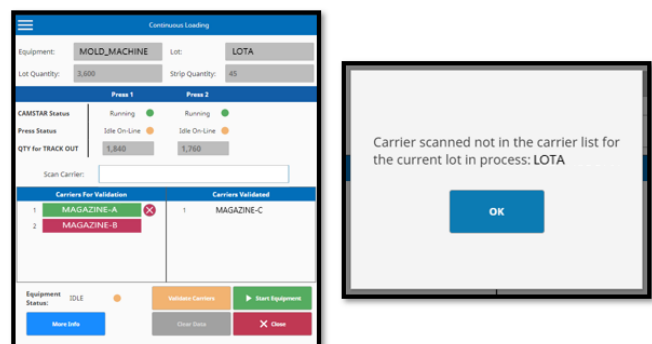 Continuous Loading
Equipment: MOLD_MACHINE Lot: LOTA
Lot Quantity: 3,600 Strip Quantity: 45
Press 1 Press 2
CAMSTAR Status Running Running
Press Status Idle On-Line Idle On-Line
QTY for TRACK OUT 1,840 1,760
Scan Carrier:
Carriers For Validation Carriers Validated
1 MAGAZINE-A 1 MAGAZINE-C
2 MAGAZINE-B
Equipment Status: IDLE Validate Carriers Start Equipment
More Info Clear Data Close
Carrier scanned not in the carrier list for
the current lot in process: LOTA
OK